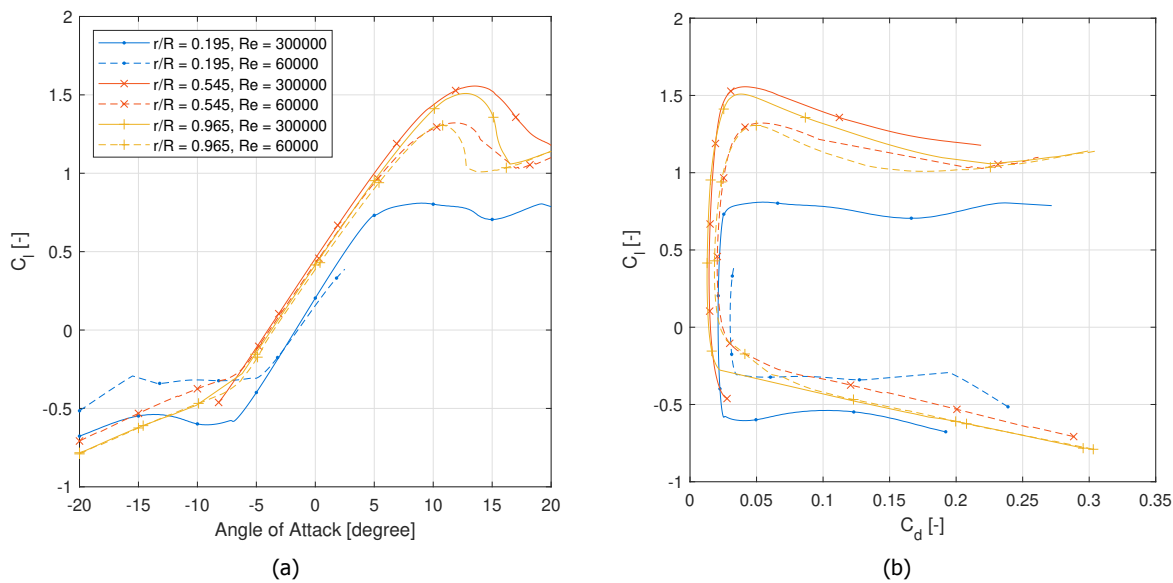 2
1.5
1
0.5
0
-0.5
-1
C_l [-]
-20 -15 -10 -5 0 5 10 15 20
Angle of Attack [degree]
r/R = 0.195, Re = 300000
r/R = 0.195, Re = 60000
r/R = 0.545, Re = 300000
r/R = 0.545, Re = 60000
r/R = 0.965, Re = 300000
r/R = 0.965, Re = 60000
(a)
2
1.5
1
0.5
0
-0.5
-1
C_l [-]
0 0.05 0.1 0.15 0.2 0.25 0.3 0.35
C_d [-]
(b)